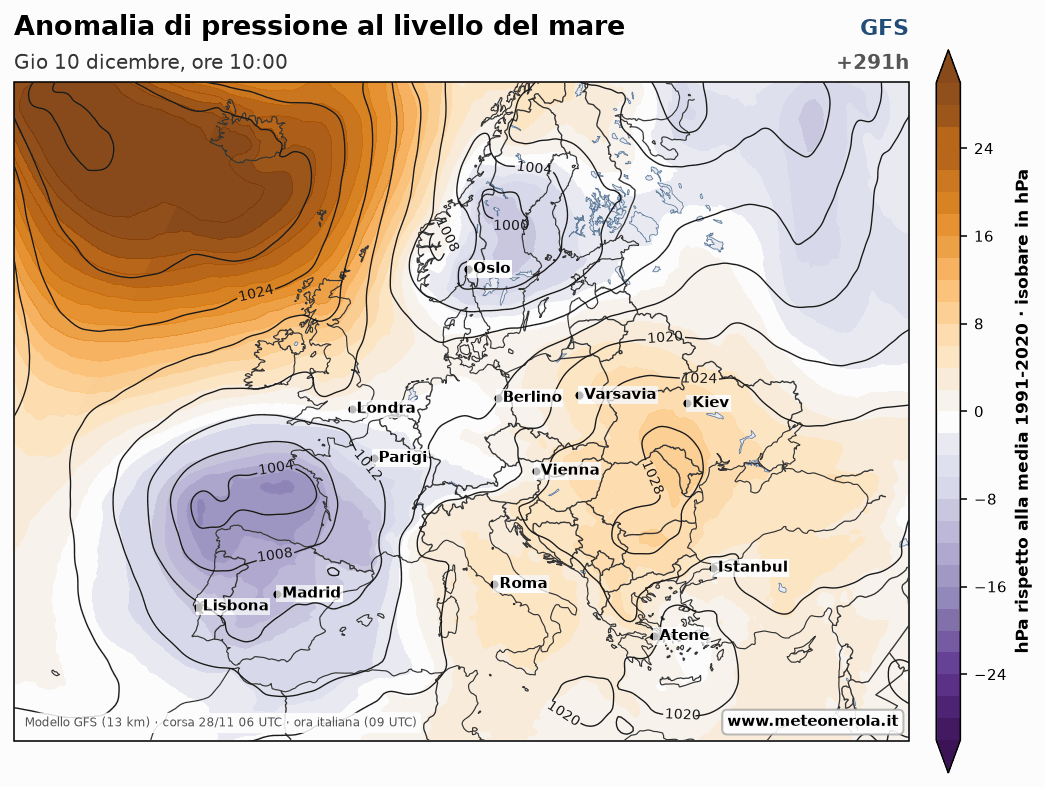 Anomalia di pressione al livello del mare
GFS
Gio 10 dicembre, ore 10:00
+291h
1004
1000
1008
Oslo
1024
1020
1024
Berlino
Varsavia
Kiev
Londra
Parigi
1012
Vienna
1004
1028
1008
Madrid
Lisbona
Roma
Istanbul
Atene
1020
1020
Modello GFS (13 km) · corsa 28/11 06 UTC · ora italiana (09 UTC)
www.meteonerola.it
24
16
8
0
−8
−16
−24
hPa rispetto alla media 1991-2020 · isobare in hPa